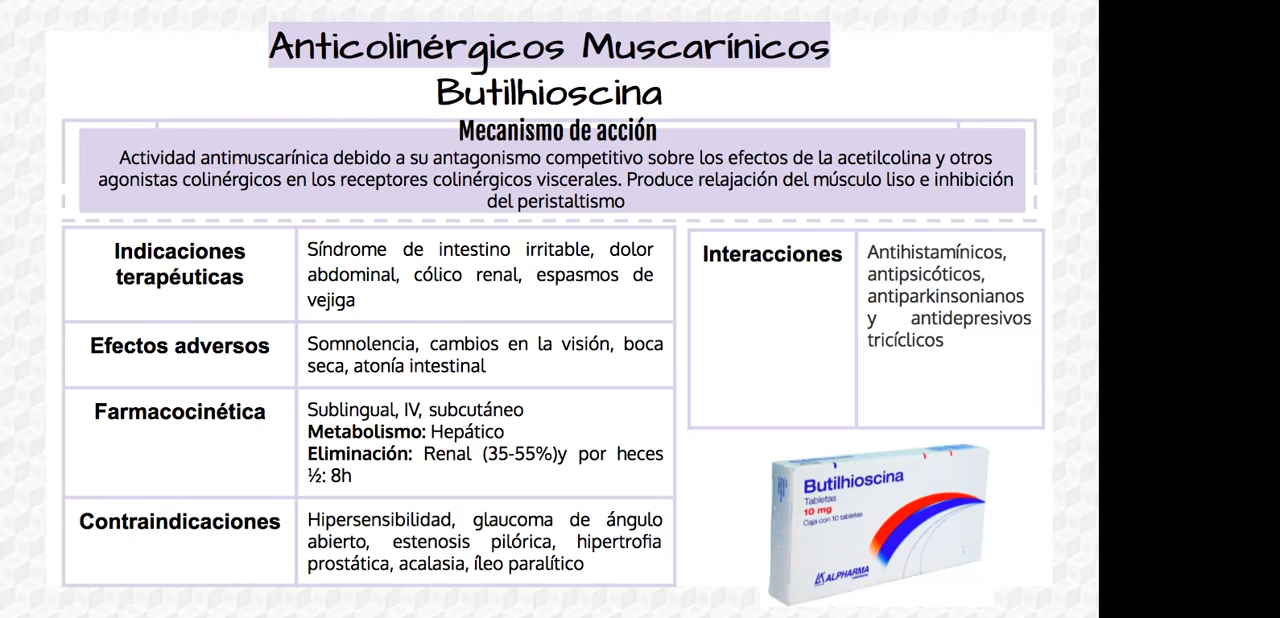 Anticolinérgicos Muscarínicos
Butilhioscina
Mecanismo de acción
Actividad antimuscarínica debido a su antagonismo competitivo sobre los efectos de la acetilcolina y otros
agonistas colinérgicos en los receptores colinérgicos viscerales. Produce relajación del músculo liso e inhibición
del peristaltismo
Indicaciones
terapéuticas
Síndrome de intestino irritable, dolor
abdominal, cólico renal, espasmos de
vejiga
Efectos adversos
Somnolencia, cambios en la visión, boca
seca, atonía intestinal
Farmacocinética
Sublingual, IV, subcutáneo
Metabolismo: Hepático
Eliminación: Renal (35-55%)y por heces
½: 8h
Contraindicaciones
Hipersensibilidad, glaucoma de ángulo
abierto, estenosis pilórica, hipertrofia
prostática, acalasia, íleo paralítico
Interacciones
Antihistamínicos,
antipsicóticos,
antiparkinsonianos
y antidepresivos
tricíclicos
Butilhioscina
Tabletas
10 mg
Caja con 10 tabletas
ALPHARMA